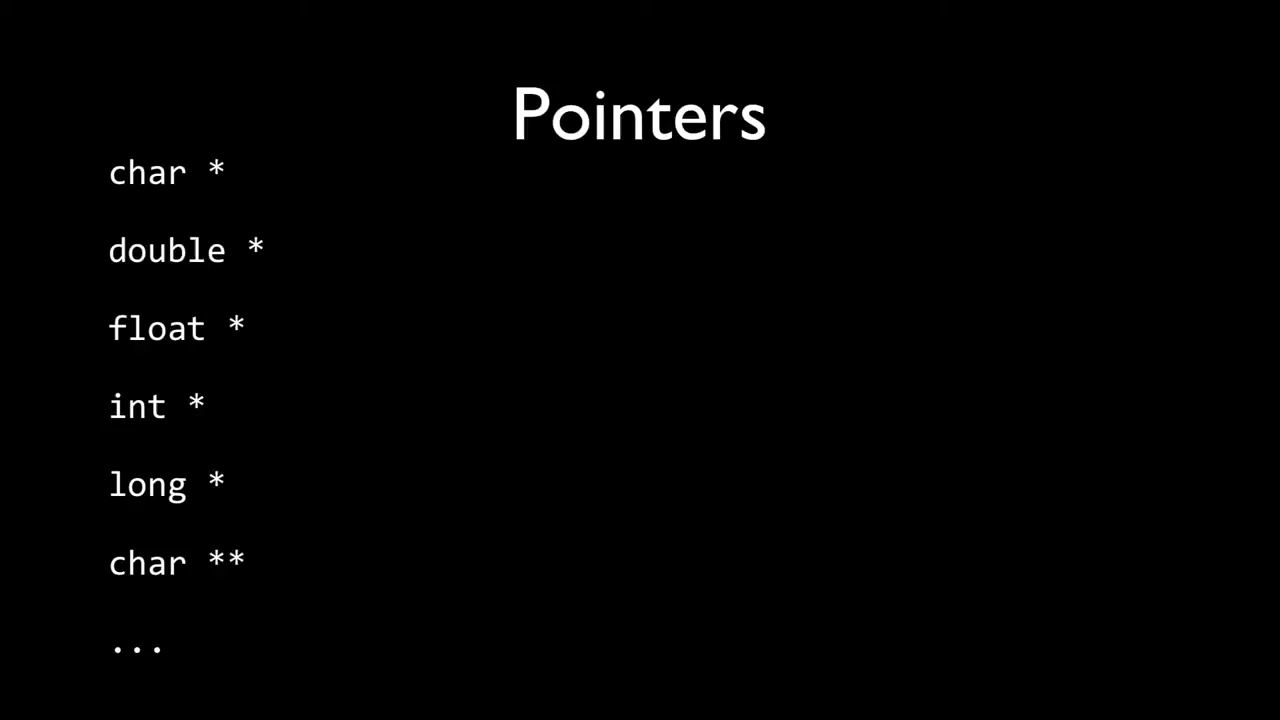 Pointers
char *
double *
float *
int *
long *
char **
...